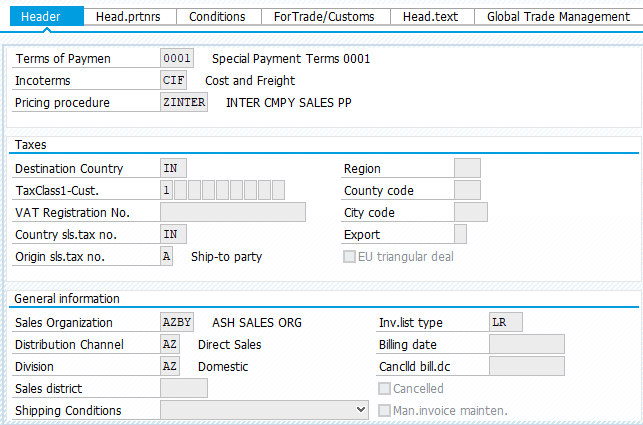 Header Head.prtnrs Conditions ForTrade/Customs Head.text Global Trade Management
Terms of Paymen 0001 Special Payment Terms 0001
Incoterms CIF Cost and Freight
Pricing procedure ZINTER INTER CMPY SALES PP
Taxes
Destination Country IN Region
TaxClass1-Cust. 1 County code
VAT Registration No. City code
Country sls.tax no. IN Export
Origin sls.tax no. A Ship-to party EU triangular deal
General information
Sales Organization AZBY ASH SALES ORG Inv.list type LR
Distribution Channel AZ Direct Sales Billing date
Division AZ Domestic Canclld bill.dc
Sales district Cancelled
Shipping Conditions Man.invoice mainten.